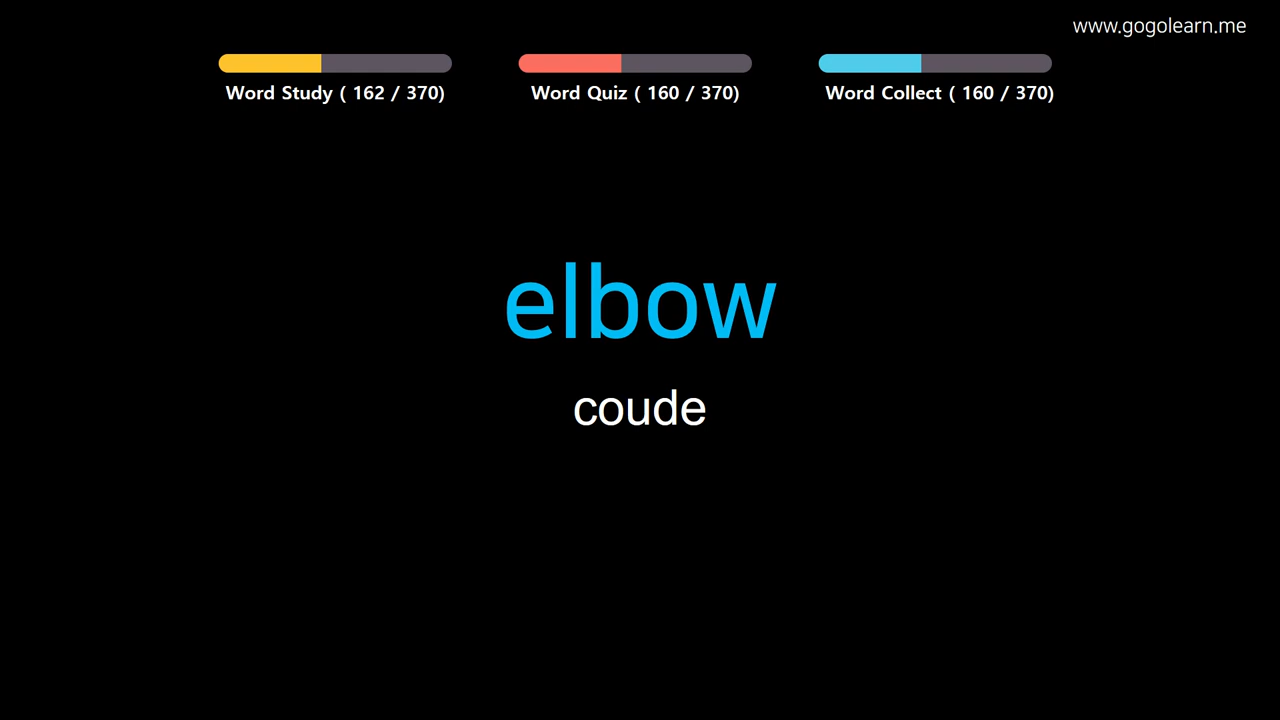 www.gogolearn.me
Word Study ( 162 / 370)
Word Quiz ( 160 / 370)
Word Collect ( 160 / 370)
elbow
coude